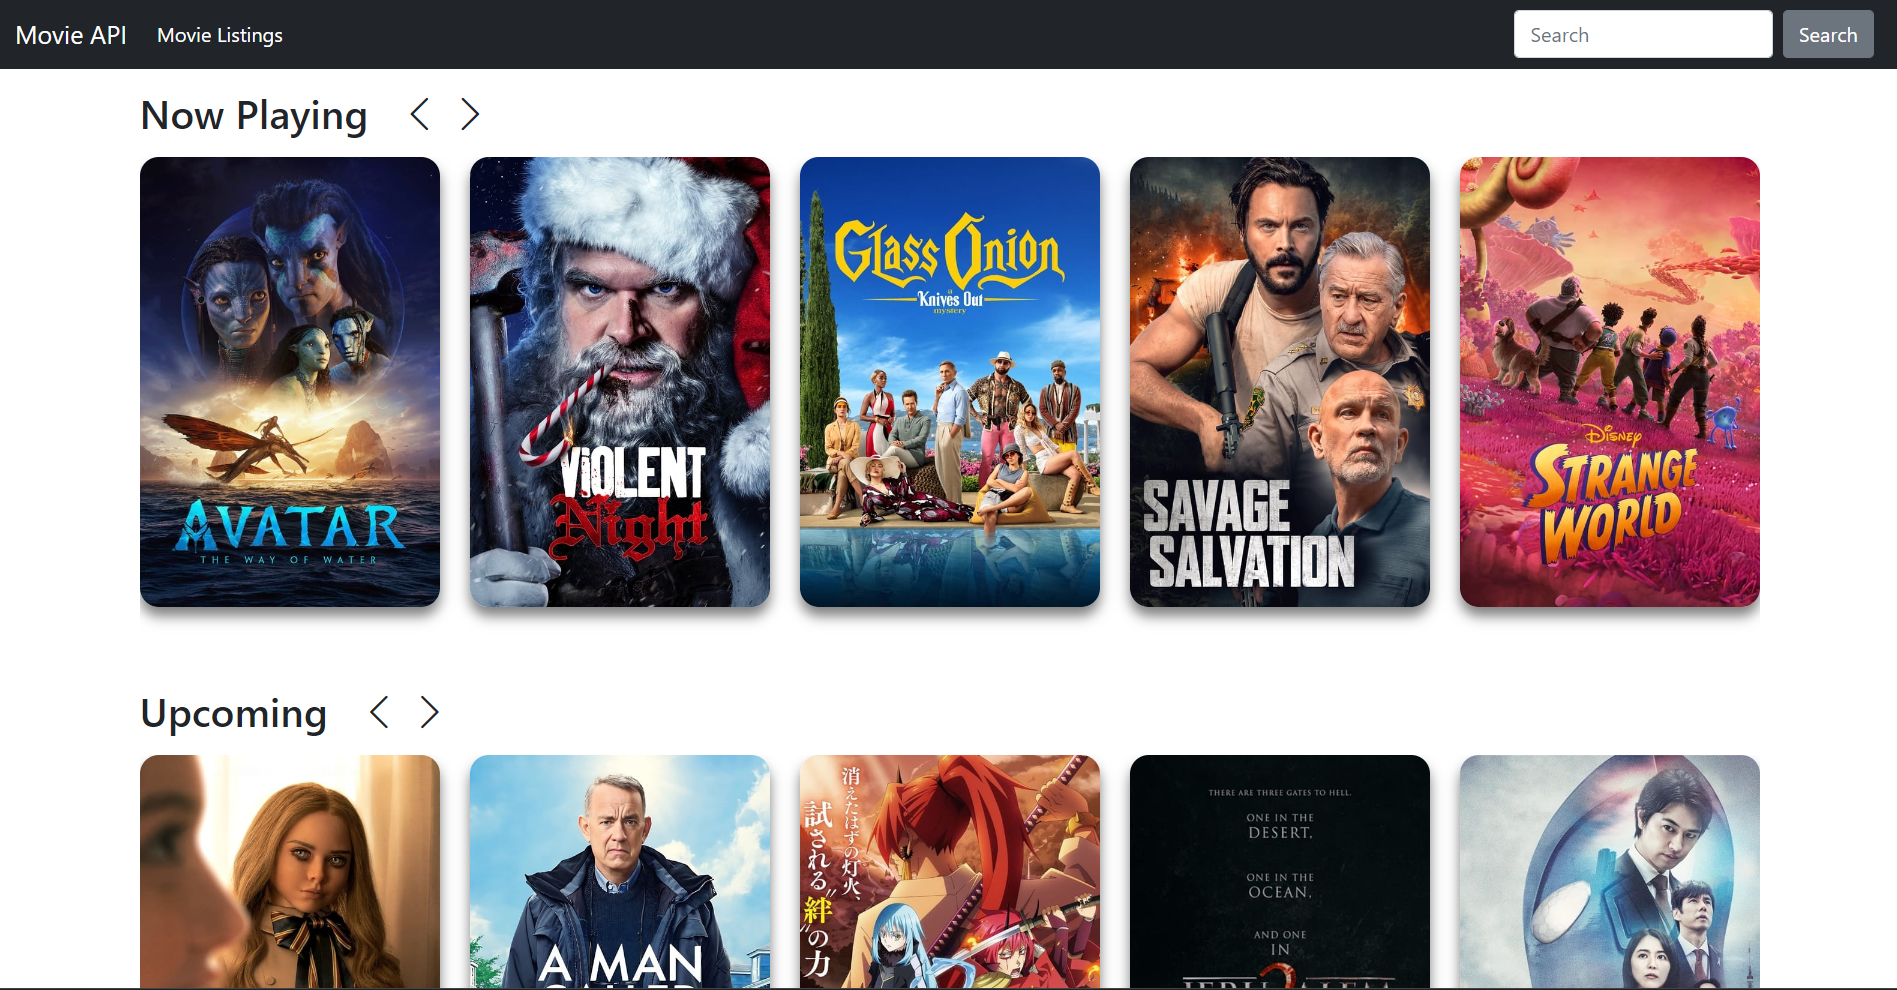 Movie API
Movie Listings
Search
Search
Now Playing
AVATAR
THE WAY OF WATER
VIOLENT
Night
Glass Onion
a
Knives Out
mystery
SAVAGE
SALVATION
Disney
STRANGE
WORLD
Upcoming
A MAN
消えたはずの灯火、
試される〝絆〟の力
THERE ARE THREE GATES TO HELL.
ONE IN THE
DESERT,
ONE IN THE
OCEAN,
AND ONE
IN